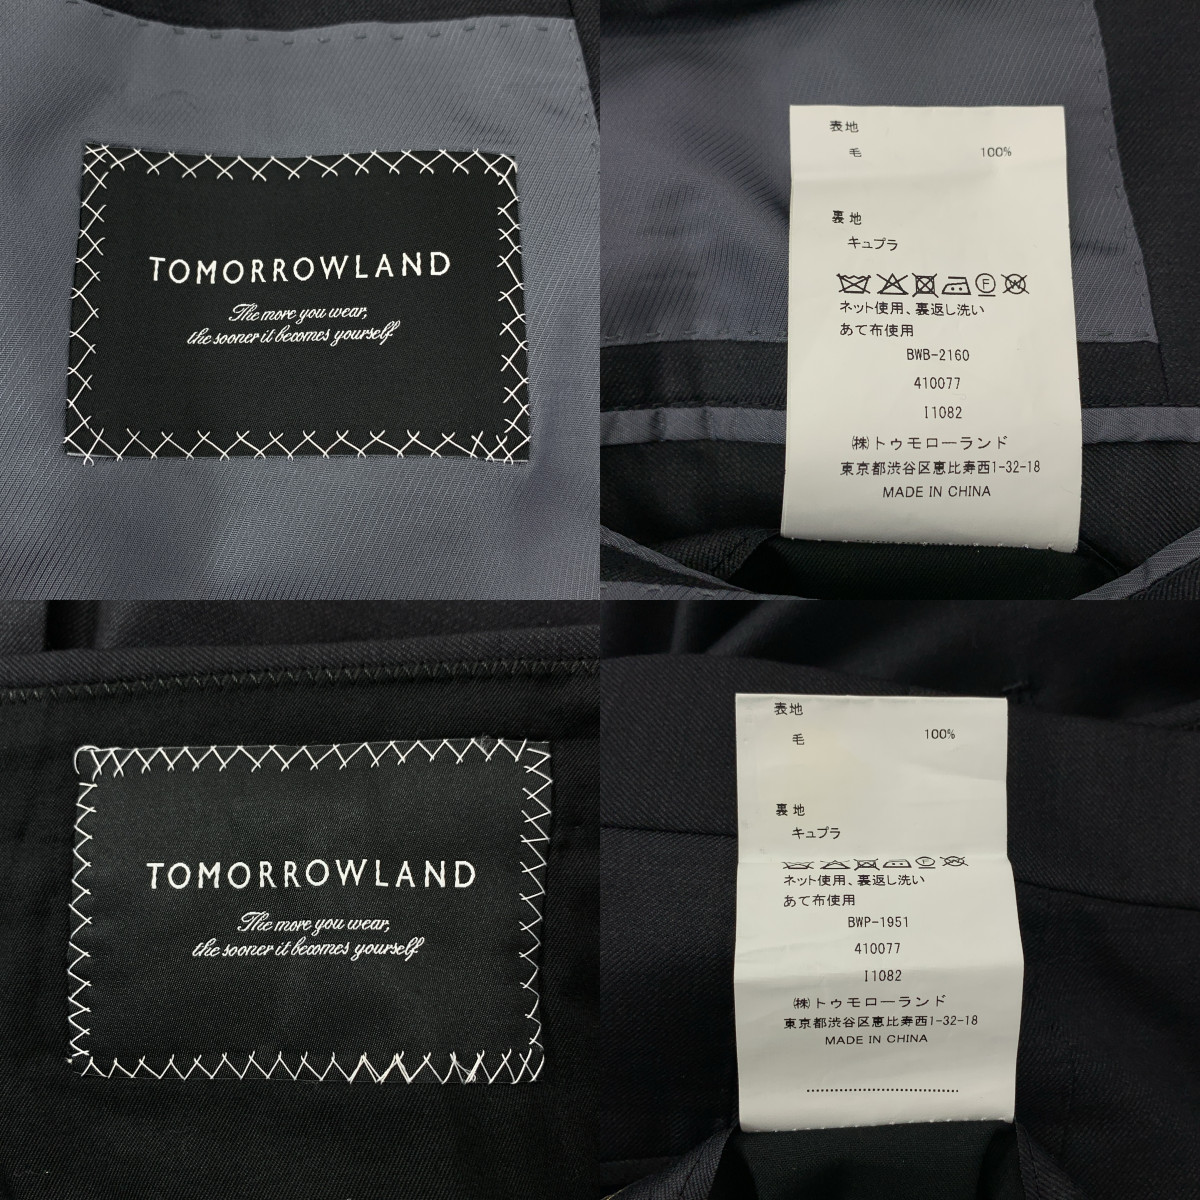 TOMORROWLAND
The more you wear,
the sooner it becomes yourself.
表地
毛 100%
裏地
キュプラ
F W
ネット使用、裏返し洗い
あて布使用
BWB-2160
410077
I1082
㈱トゥモローランド
東京都渋谷区恵比寿西1-32-18
MADE IN CHINA
TOMORROWLAND
The more you wear,
the sooner it becomes yourself.
表地
毛 100%
裏地
キュプラ
F W
ネット使用、裏返し洗い
あて布使用
BWP-1951
410077
I1082
㈱トゥモローランド
東京都渋谷区恵比寿西1-32-18
MADE IN CHINA